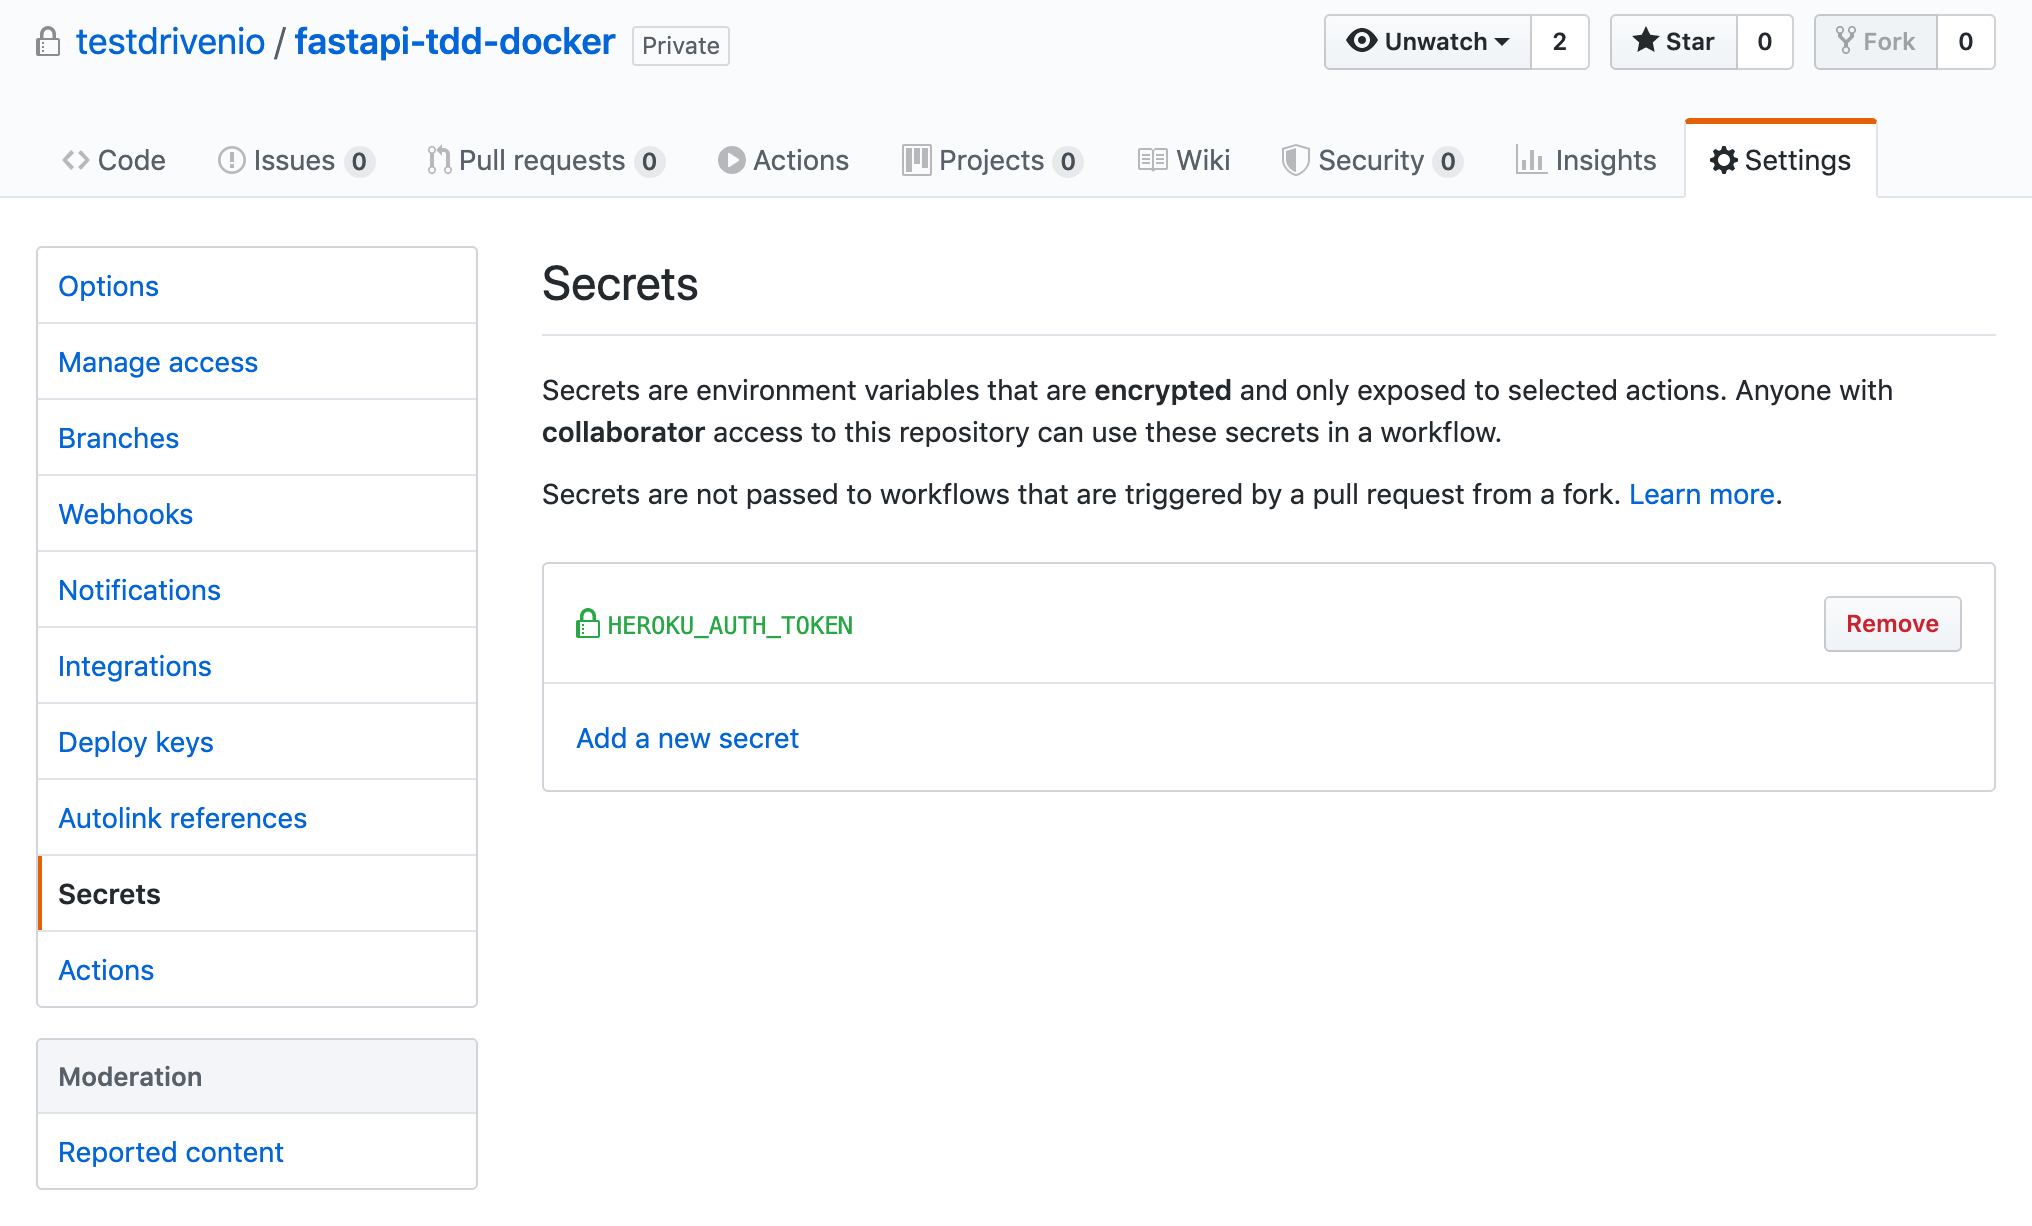 testdrivenio / fastapi-tdd-docker Private Unwatch 2 Star 0 Fork 0
Code Issues 0 Pull requests 0 Actions Projects 0 Wiki Security 0 Insights Settings
Options
Manage access
Branches
Webhooks
Notifications
Integrations
Deploy keys
Autolink references
Secrets
Actions
Moderation
Reported content
Secrets
Secrets are environment variables that are encrypted and only exposed to selected actions. Anyone with
collaborator access to this repository can use these secrets in a workflow.
Secrets are not passed to workflows that are triggered by a pull request from a fork. Learn more.
HEROKU_AUTH_TOKEN Remove
Add a new secret